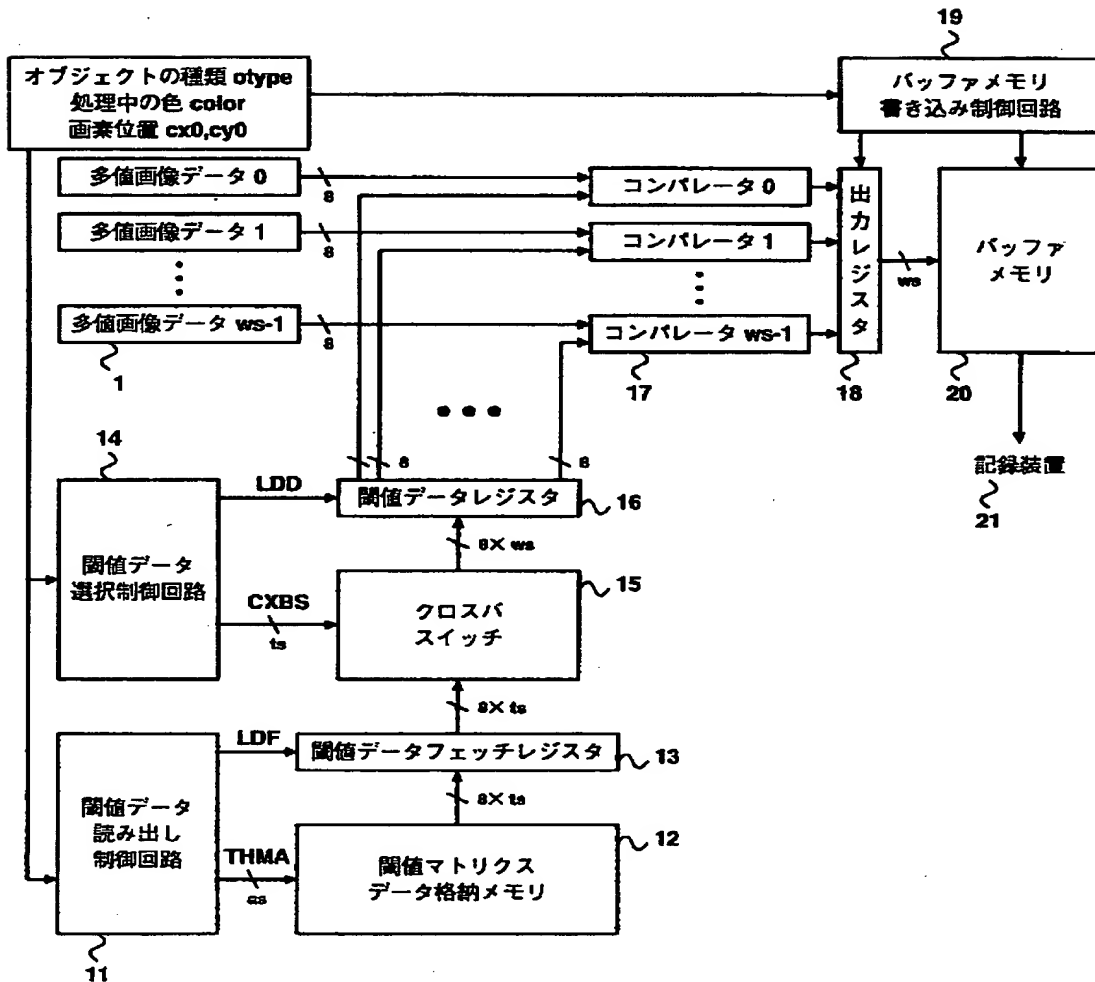 19
オブジェクトの種類 otype
処理中の色 color
画素位置 cx0,cy0
バッファメモリ
書き込み制御回路
多値画像データ 0
8
コンパレータ 0
多値画像データ 1
8
コンパレータ 1
出力レジスタ
ws
バッファ
メモリ
多値画像データ ws-1
8
コンパレータ ws-1
1
17
18
20
14
8
8
記録装置
21
LDD
閾値データレジスタ
16
8× ws
閾値データ
選択制御回路
CXBS
ts
クロスバ
スイッチ
15
8× ts
LDF
閾値データフェッチレジスタ
13
8× ts
閾値データ
読み出し
制御回路
THMA
as
閾値マトリクス
データ格納メモリ
12
11